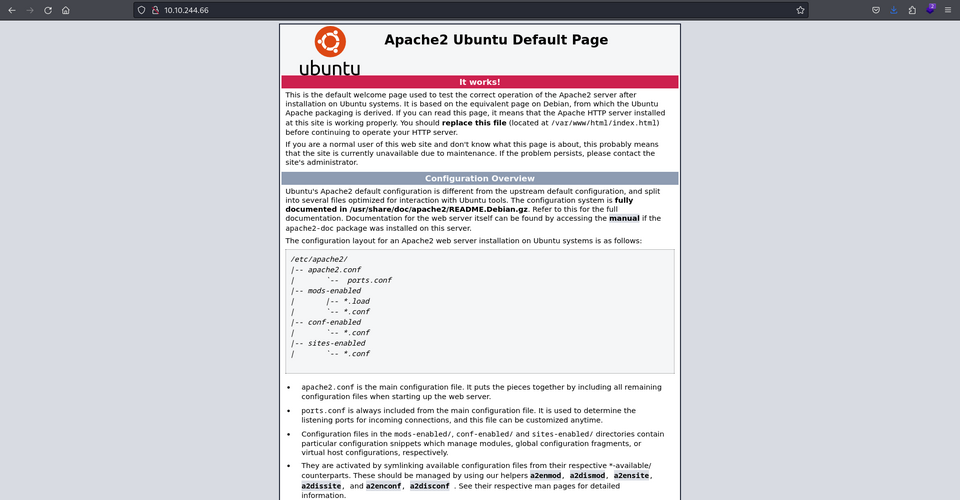 10.10.244.66
Apache2 Ubuntu Default Page
ubuntu
It works!
This is the default welcome page used to test the correct operation of the Apache2 server after
installation on Ubuntu systems. It is based on the equivalent page on Debian, from which the Ubuntu
Apache packaging is derived. If you can read this page, it means that the Apache HTTP server installed
at this site is working properly. You should replace this file (located at /var/www/html/index.html)
before continuing to operate your HTTP server.
If you are a normal user of this web site and don't know what this page is about, this probably means
that the site is currently unavailable due to maintenance. If the problem persists, please contact the
site's administrator.
Configuration Overview
Ubuntu's Apache2 default configuration is different from the upstream default configuration, and split
into several files optimized for interaction with Ubuntu tools. The configuration system is fully
documented in /usr/share/doc/apache2/README.Debian.gz. Refer to this for the full
documentation. Documentation for the web server itself can be found by accessing the manual if the
apache2-doc package was installed on this server.
The configuration layout for an Apache2 web server installation on Ubuntu systems is as follows:
/etc/apache2/
|-- apache2.conf
|       `--  ports.conf
|-- mods-enabled
|       |-- *.load
|       `-- *.conf
|-- conf-enabled
|       `-- *.conf
|-- sites-enabled
|       `-- *.conf
• apache2.conf is the main configuration file. It puts the pieces together by including all remaining
configuration files when starting up the web server.
• ports.conf is always included from the main configuration file. It is used to determine the
listening ports for incoming connections, and this file can be customized anytime.
• Configuration files in the mods-enabled/, conf-enabled/ and sites-enabled/ directories contain
particular configuration snippets which manage modules, global configuration fragments, or
virtual host configurations, respectively.
• They are activated by symlinking available configuration files from their respective *-available/
counterparts. These should be managed by using our helpers a2enmod, a2dismod, a2ensite,
a2dissite, and a2enconf, a2disconf . See their respective man pages for detailed
information.